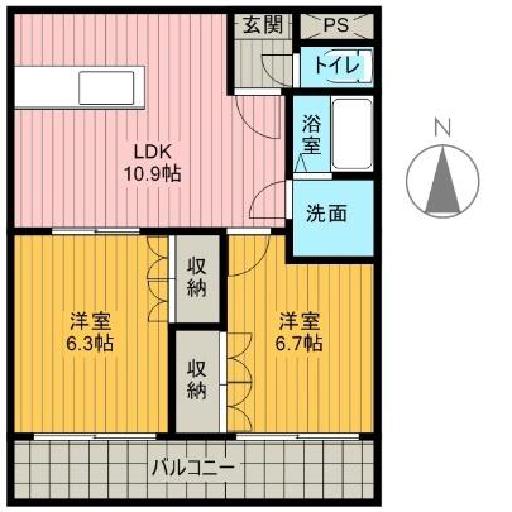 玄関
PS
トイレ
浴室
N
LDK
10.9帖
洗面
収納
洋室
6.3帖
洋室
6.7帖
収納
バルコニー